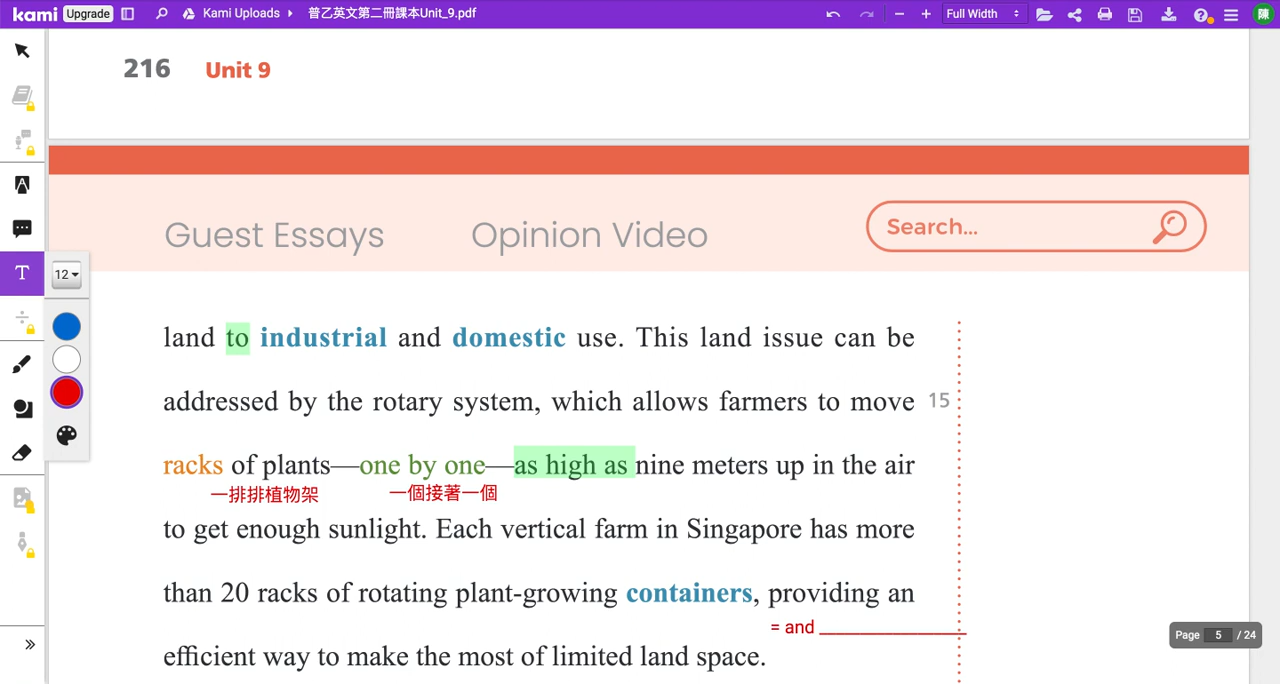 kami Upgrade Kami Uploads 普乙英文第二冊課本Unit_9.pdf Full Width 陳
216 Unit 9
Guest Essays Opinion Video Search...
12
land to industrial and domestic use. This land issue can be
addressed by the rotary system, which allows farmers to move 15
racks of plants—one by one—as high as nine meters up in the air
一排排植物架 一個接著一個
to get enough sunlight. Each vertical farm in Singapore has more
than 20 racks of rotating plant-growing containers, providing an
= and ________________
efficient way to make the most of limited land space.
Page 5 / 24